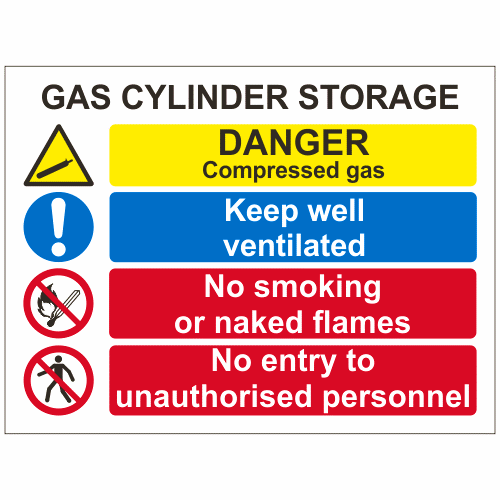 GAS CYLINDER STORAGE
DANGER
Compressed gas
Keep well
ventilated
No smoking
or naked flames
No entry to
unauthorised personnel